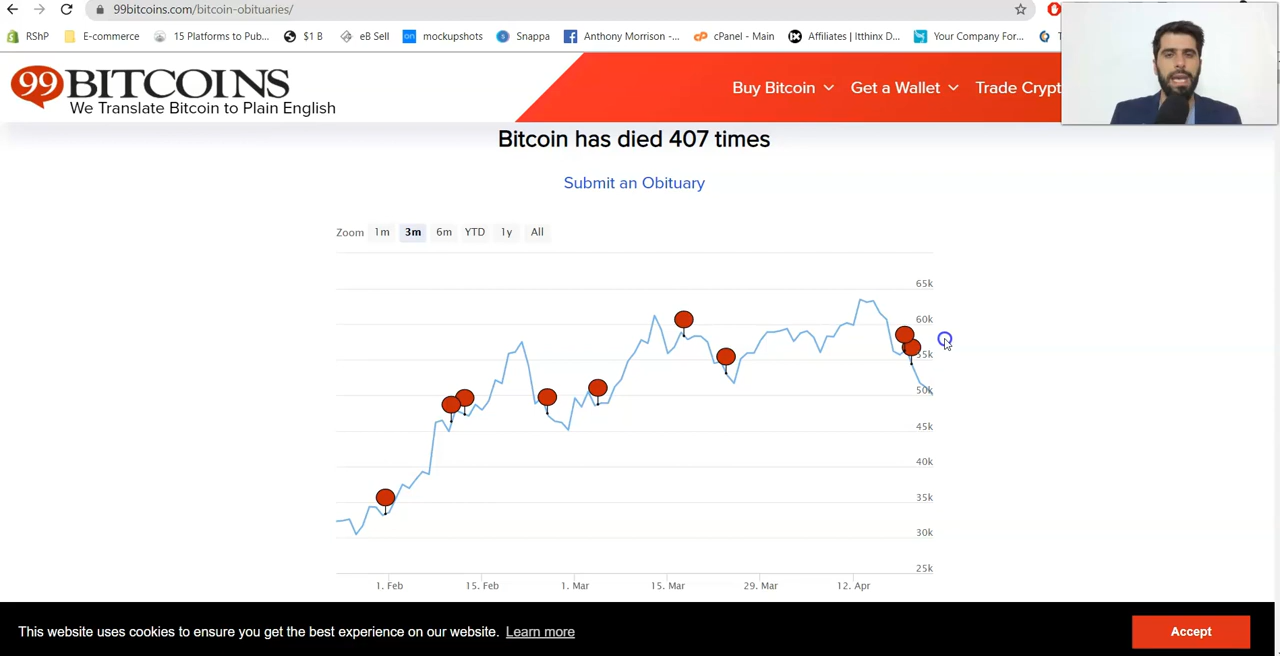 99bitcoins.com/bitcoin-obituaries/
RShP
E-commerce
15 Platforms to Pub...
$1 B
eB Sell
on mockupshots
S Snappa
Anthony Morrison -...
cP cPanel - Main
Affiliates | Itthinx D...
Your Company For...
99 BITCOINS
We Translate Bitcoin to Plain English
Buy Bitcoin
Get a Wallet
Trade Crypt
Bitcoin has died 407 times
Submit an Obituary
Zoom 1m 3m 6m YTD 1y All
65k
60k
55k
50k
45k
40k
35k
30k
25k
1. Feb 15. Feb 1. Mar 15. Mar 29. Mar 12. Apr
This website uses cookies to ensure you get the best experience on our website. Learn more
Accept